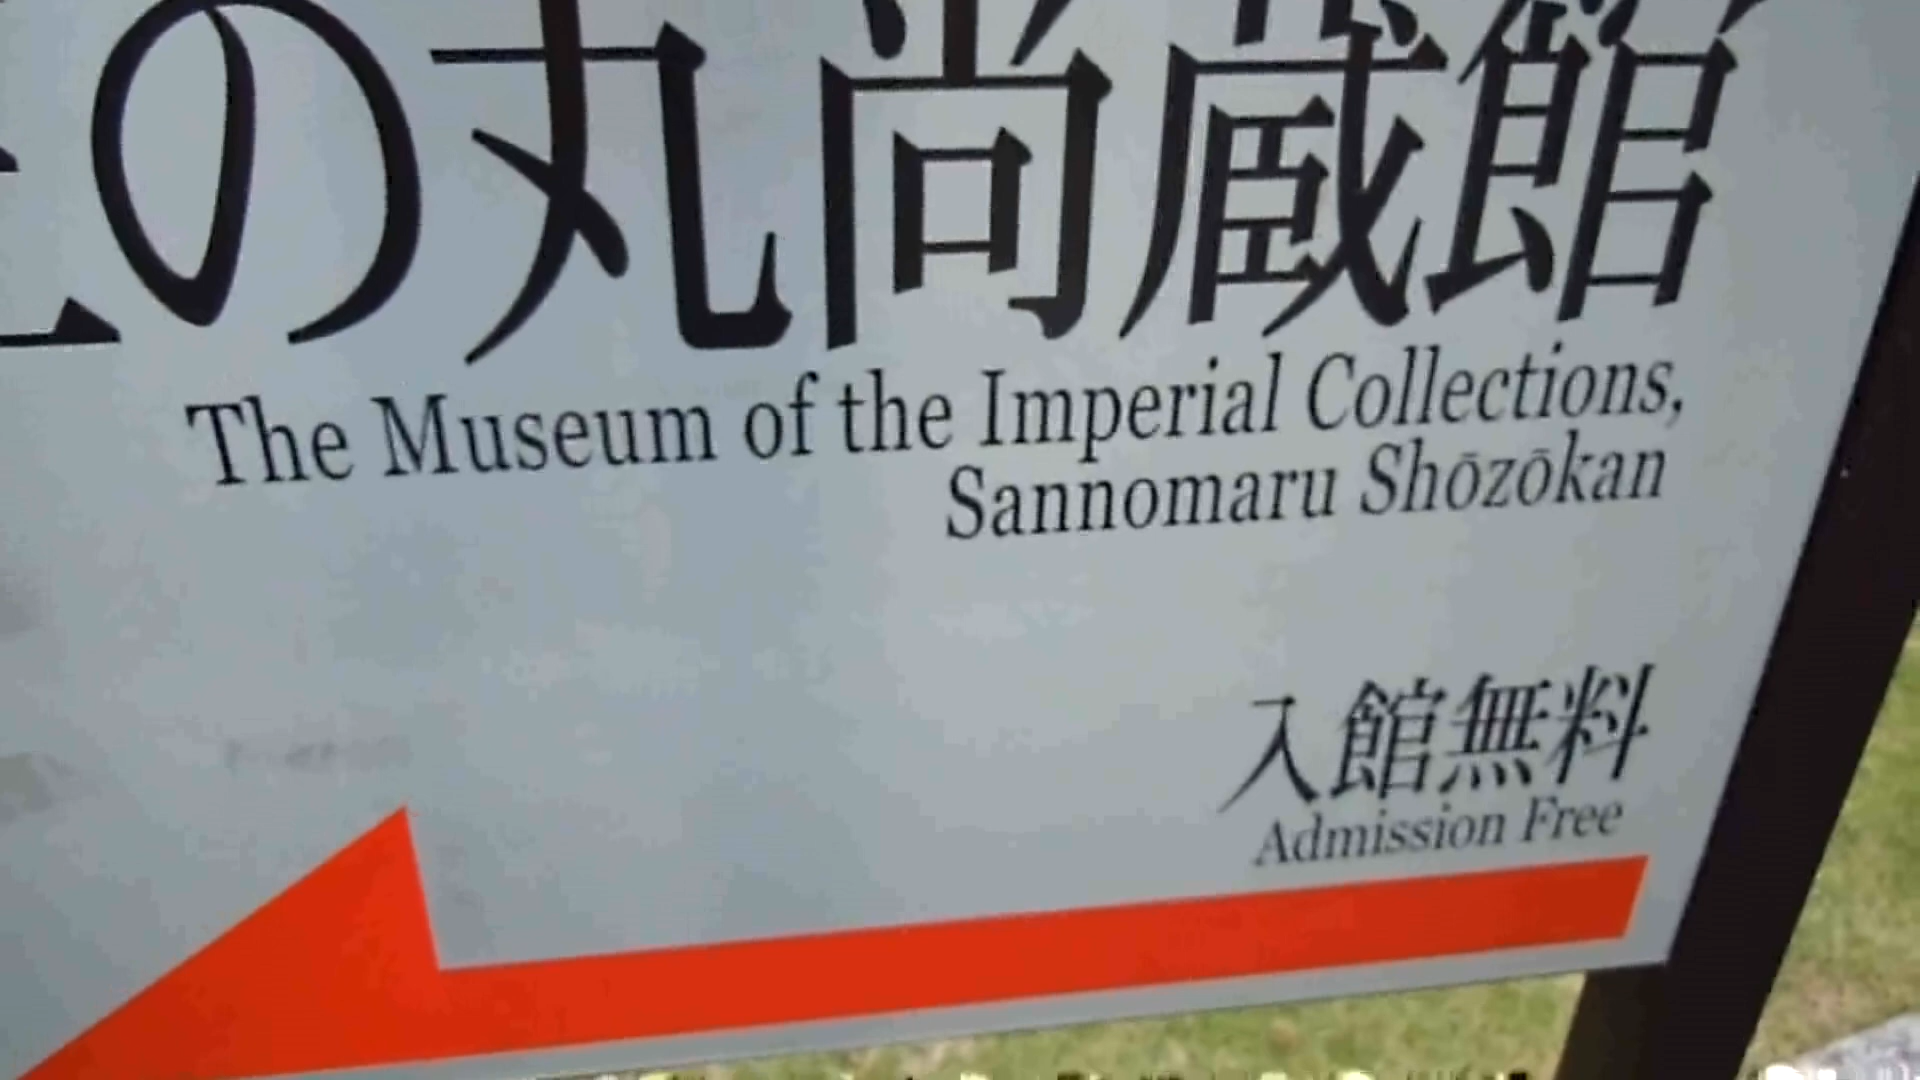 の丸尚蔵館
The Museum of the Imperial Collections,
Sannomaru Shōzōkan
入館無料
Admission Free